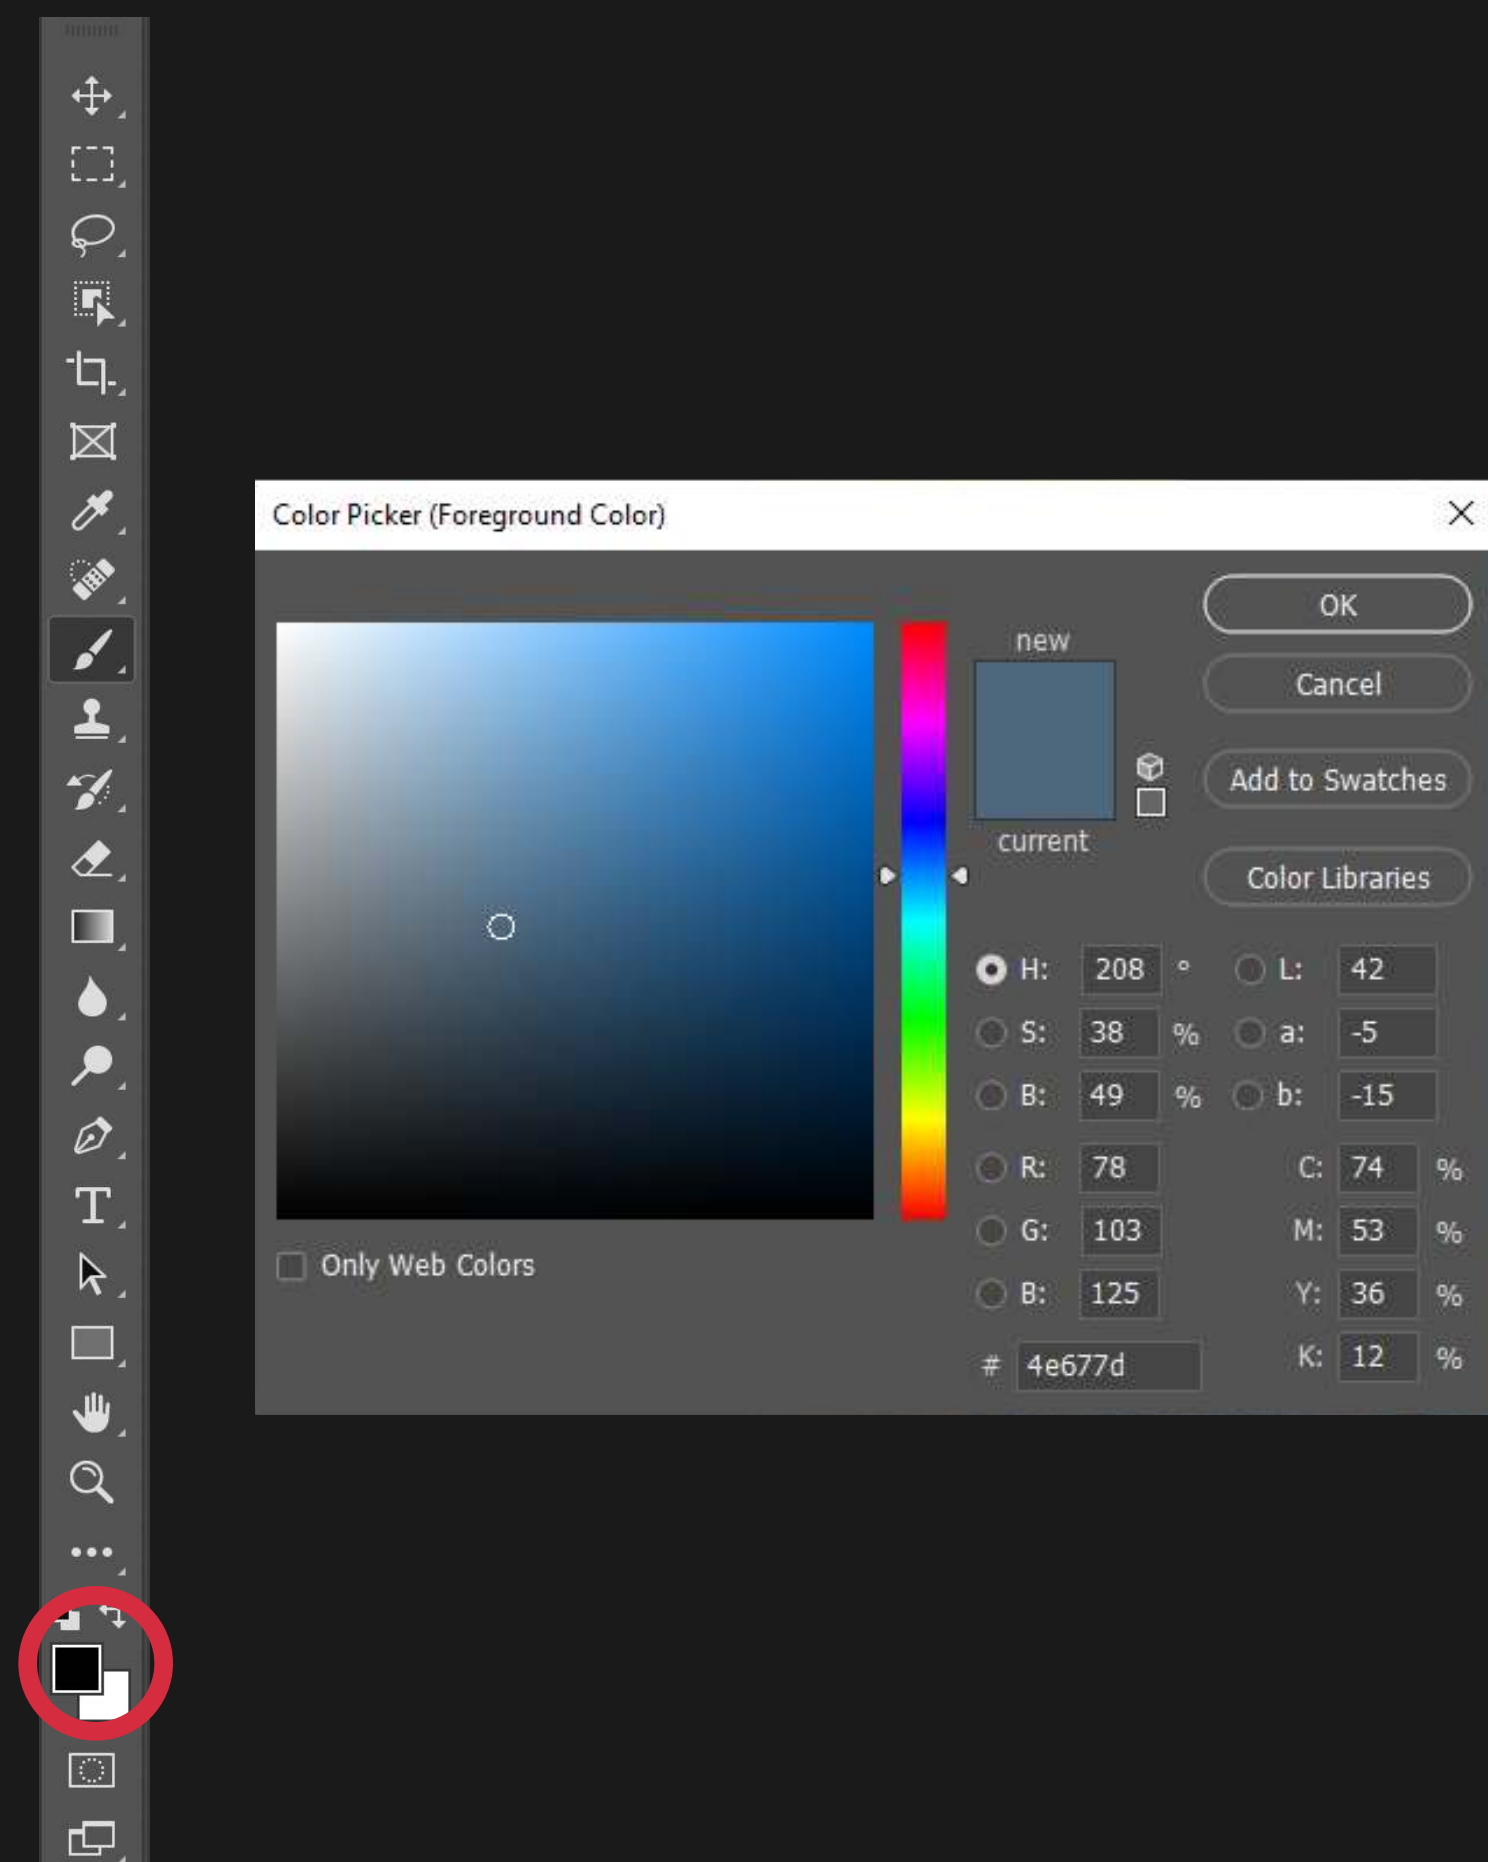 Color Picker (Foreground Color)
new
current
OK
Cancel
Add to Swatches
Color Libraries
H: 208 °
S: 38 %
B: 49 %
R: 78
G: 103
B: 125
# 4e677d
L: 42
a: -5
b: -15
C: 74 %
M: 53 %
Y: 36 %
K: 12 %
Only Web Colors